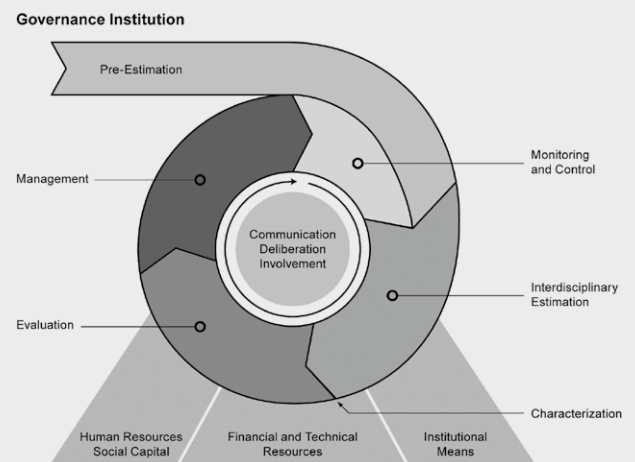 Governance Institution
Pre-Estimation
Monitoring
and Control
Management
Communication
Deliberation
Involvement
Interdisciplinary
Estimation
Evaluation
Characterization
Human Resources
Social Capital
Financial and Technical
Resources
Institutional
Means